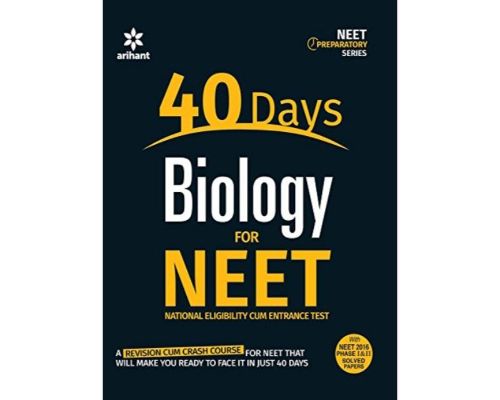 arihant
NEET
PREPARATORY
SERIES
40 Days
Biology
FOR
NEET
NATIONAL ELIGIBILITY CUM ENTRANCE TEST
A REVISION CUM CRASH COURSE FOR NEET THAT
WILL MAKE YOU READY TO FACE IT IN JUST 40 DAYS
With
NEET 2016
PHASE I & II
SOLVED
PAPERS